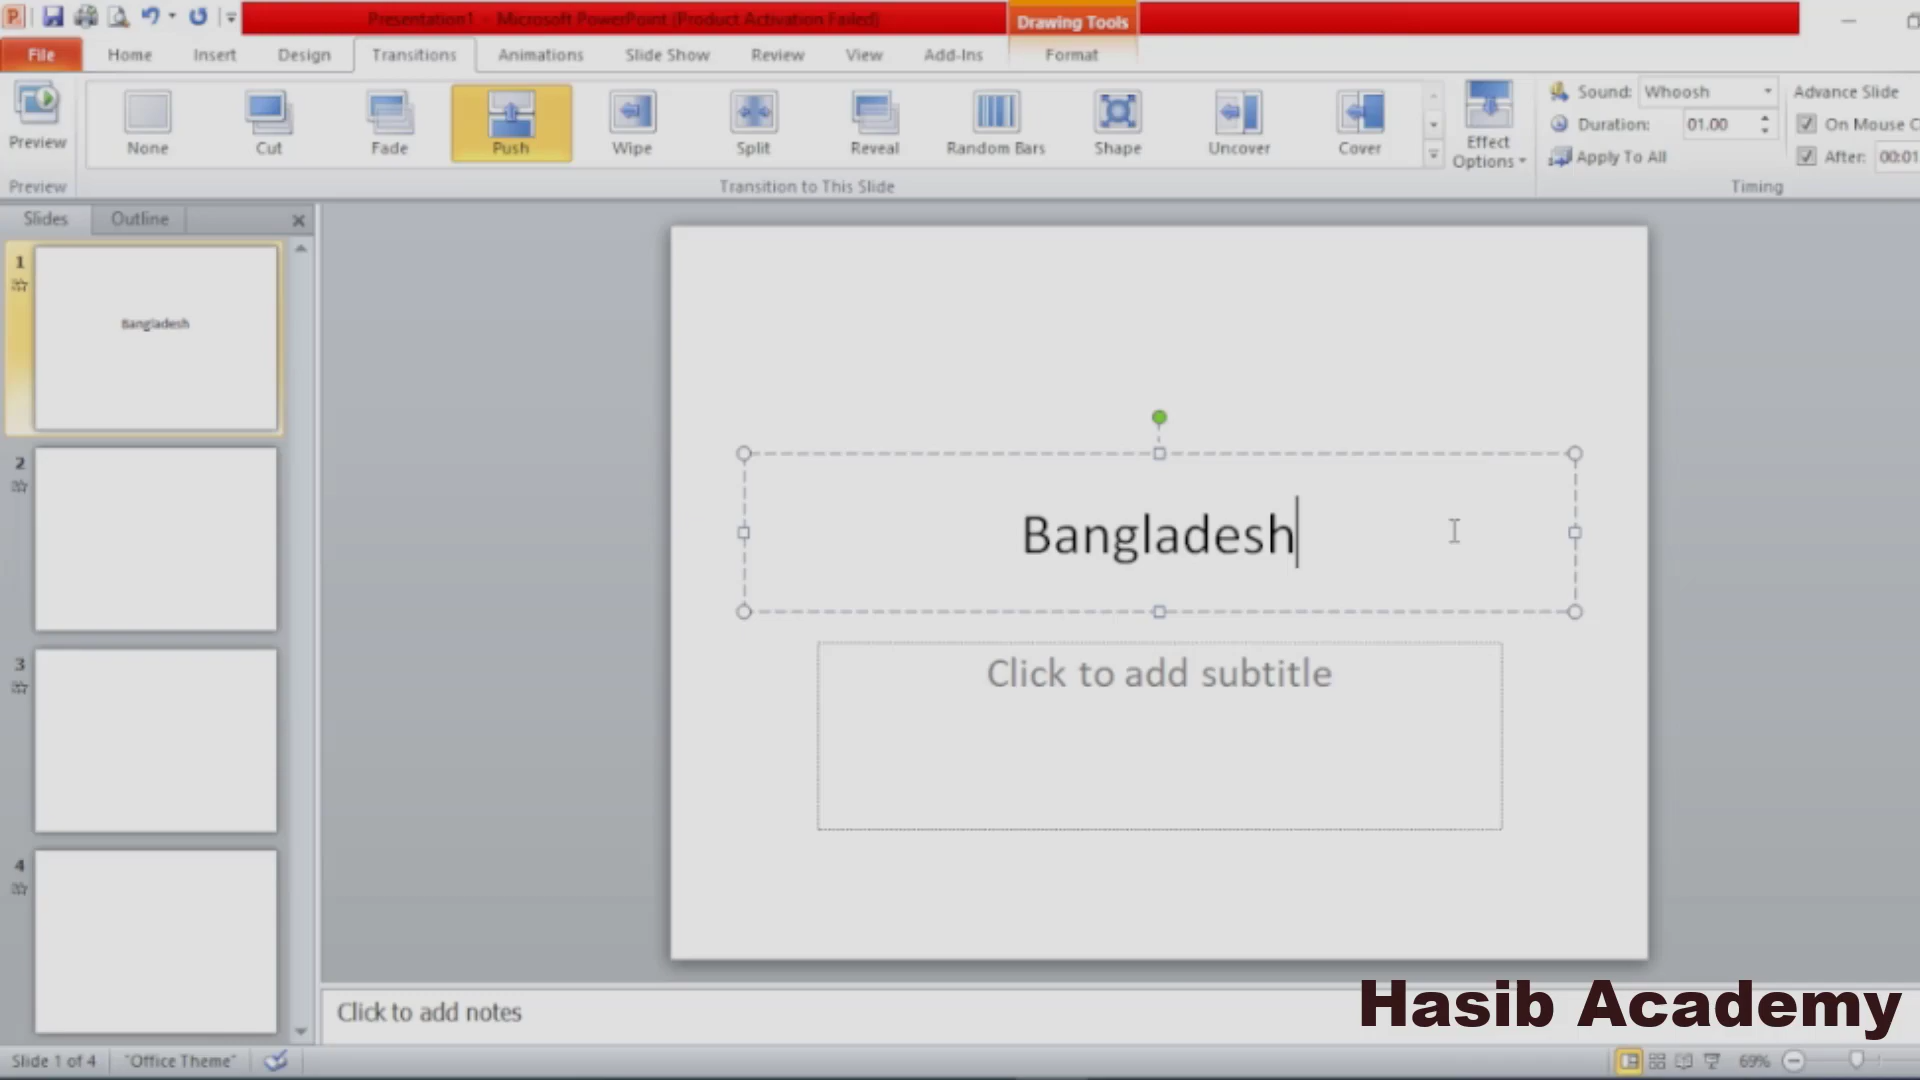 Presentation1 - Microsoft PowerPoint (Product Activation Failed)
Drawing Tools
File Home Insert Design Transitions Animations Slide Show Review View Add-Ins Format
Preview
None Cut Fade Push Wipe Split Reveal Random Bars Shape Uncover Cover
Effect Options
Sound: Whoosh
Duration: 01.00
Apply To All
Advance Slide
On Mouse C
After: 00:01
Preview
Transition to This Slide
Timing
Slides Outline
1
Bangladesh
2
3
4
Bangladesh
Click to add subtitle
Click to add notes
Hasib Academy
Slide 1 of 4 "Office Theme" 69%